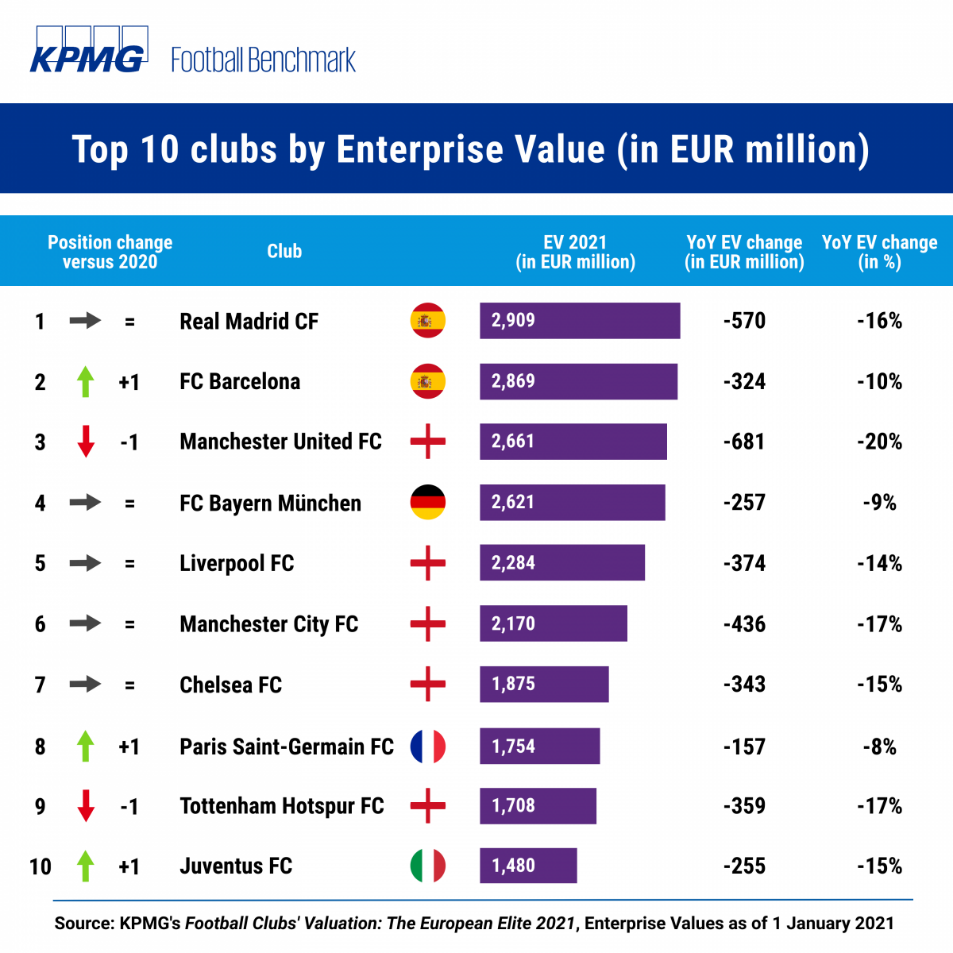 KPMG Football Benchmark
Top 10 clubs by Enterprise Value (in EUR million)
Position change versus 2020 Club EV 2021 (in EUR million) YoY EV change (in EUR million) YoY EV change (in %)
1 = Real Madrid CF 2,909 -570 -16%
2 +1 FC Barcelona 2,869 -324 -10%
3 -1 Manchester United FC 2,661 -681 -20%
4 = FC Bayern München 2,621 -257 -9%
5 = Liverpool FC 2,284 -374 -14%
6 = Manchester City FC 2,170 -436 -17%
7 = Chelsea FC 1,875 -343 -15%
8 +1 Paris Saint-Germain FC 1,754 -157 -8%
9 -1 Tottenham Hotspur FC 1,708 -359 -17%
10 +1 Juventus FC 1,480 -255 -15%
Source: KPMG's Football Clubs' Valuation: The European Elite 2021, Enterprise Values as of 1 January 2021